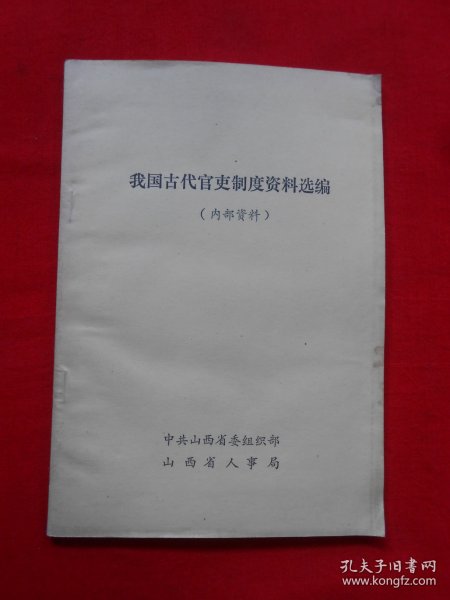 我国古代官吏制度资料选编
（内部资料）
中共山西省委组织部
山西省人事局
孔夫子旧书网
www.kongfz.com